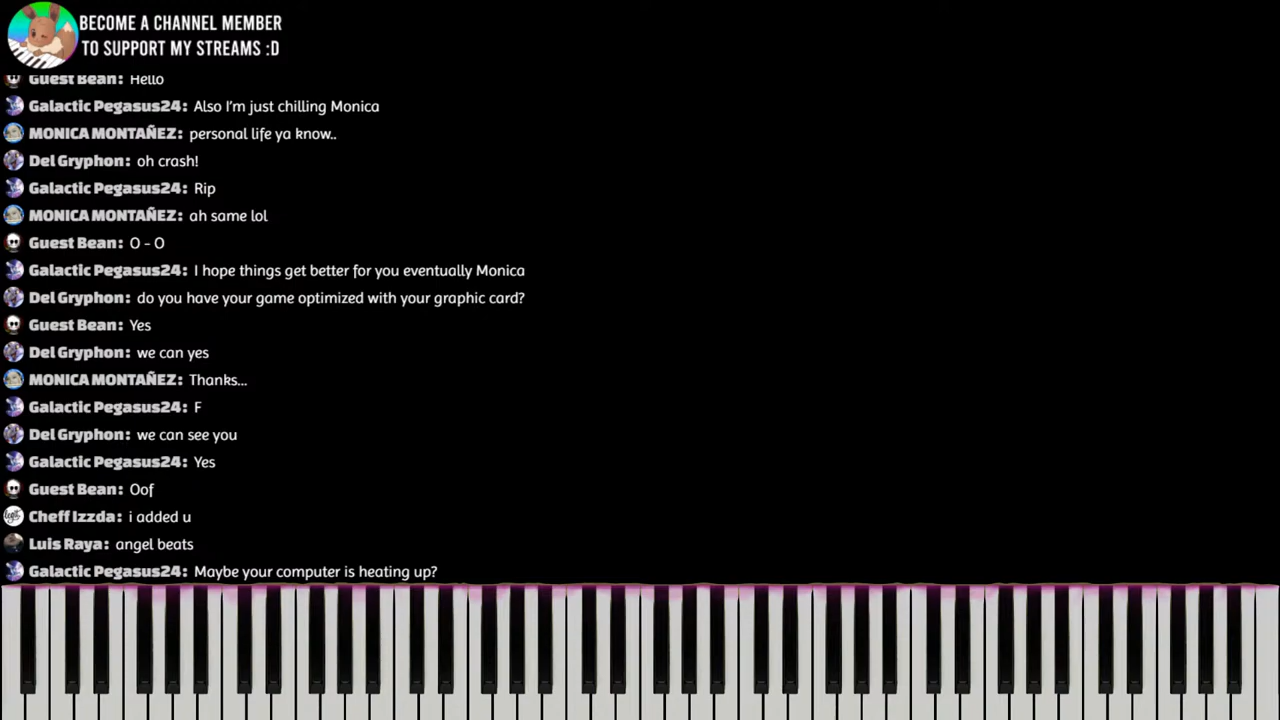 BECOME A CHANNEL MEMBER
TO SUPPORT MY STREAMS :D
Guest Bean: Hello
Galactic Pegasus24: Also I'm just chilling Monica
MONICA MONTAÑEZ: personal life ya know..
Del Gryphon: oh crash!
Galactic Pegasus24: Rip
MONICA MONTAÑEZ: ah same lol
Guest Bean: O - O
Galactic Pegasus24: I hope things get better for you eventually Monica
Del Gryphon: do you have your game optimized with your graphic card?
Guest Bean: Yes
Del Gryphon: we can yes
MONICA MONTAÑEZ: Thanks...
Galactic Pegasus24: F
Del Gryphon: we can see you
Galactic Pegasus24: Yes
Guest Bean: Oof
Cheff Izzda: i added u
Luis Raya: angel beats
Galactic Pegasus24: Maybe your computer is heating up?